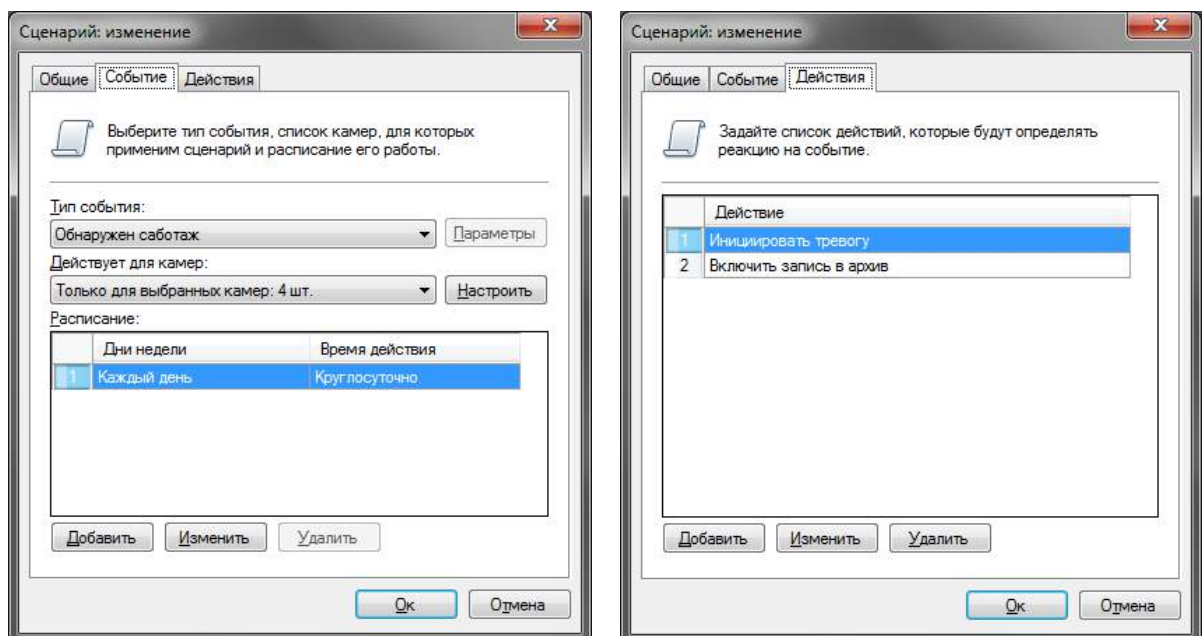 Сценарий: изменение
Общие Событие Действия
Выберите тип события, список камер, для которых
применим сценарий и расписание его работы.
Тип события:
Обнаружен саботаж
Параметры
Действует для камер:
Только для выбранных камер: 4 шт.
Настроить
Расписание:
Дни недели Время действия
1 Каждый день Круглосуточно
Добавить Изменить Удалить
Ок Отмена
Сценарий: изменение
Общие Событие Действия
Задайте список действий, которые будут определять
реакцию на событие.
Действие
1 Инициировать тревогу
2 Включить запись в архив
Добавить Изменить Удалить
Ок Отмена